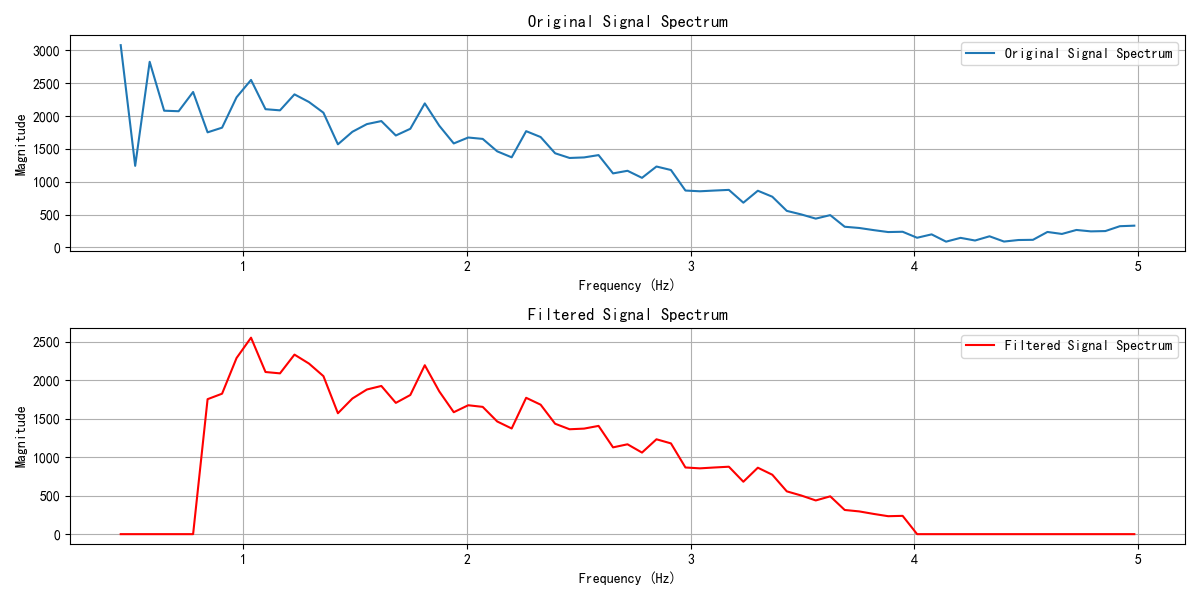 Original Signal Spectrum
Original Signal Spectrum
Magnitude
3000
2500
2000
1500
1000
500
0
1 2 3 4 5
Frequency (Hz)
Filtered Signal Spectrum
Filtered Signal Spectrum
Magnitude
2500
2000
1500
1000
500
0
1 2 3 4 5
Frequency (Hz)